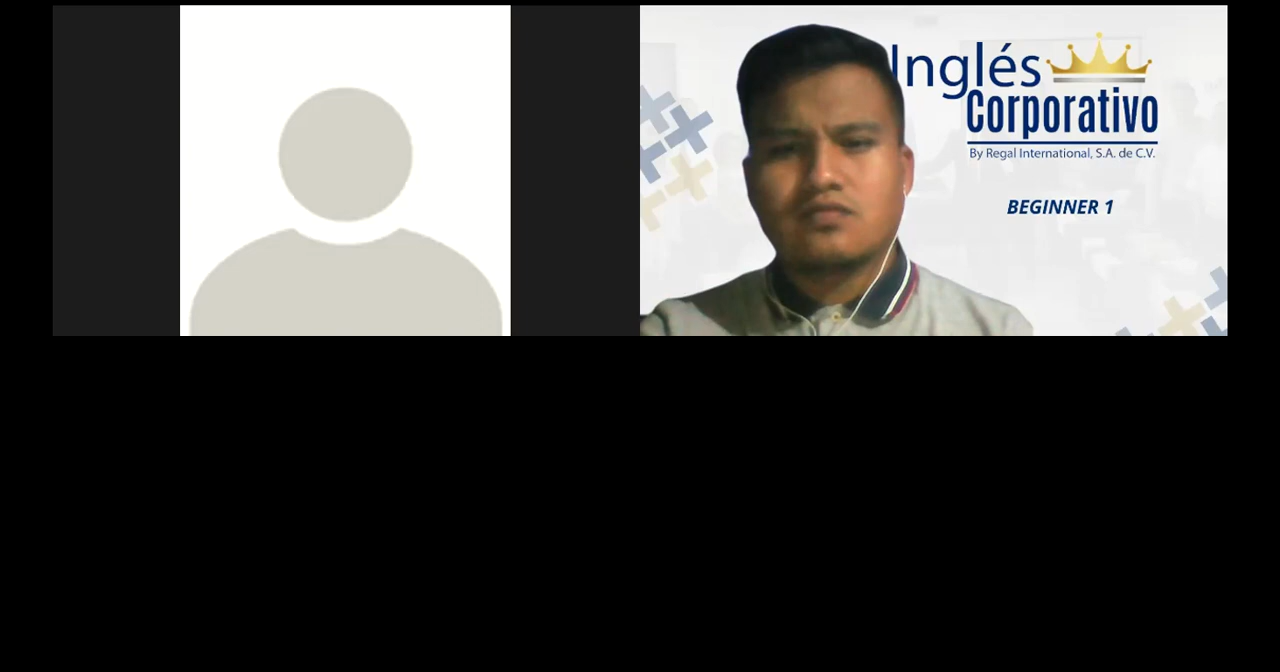 Inglés
Corporativo
By Regal International, S.A. de C.V.
BEGINNER 1